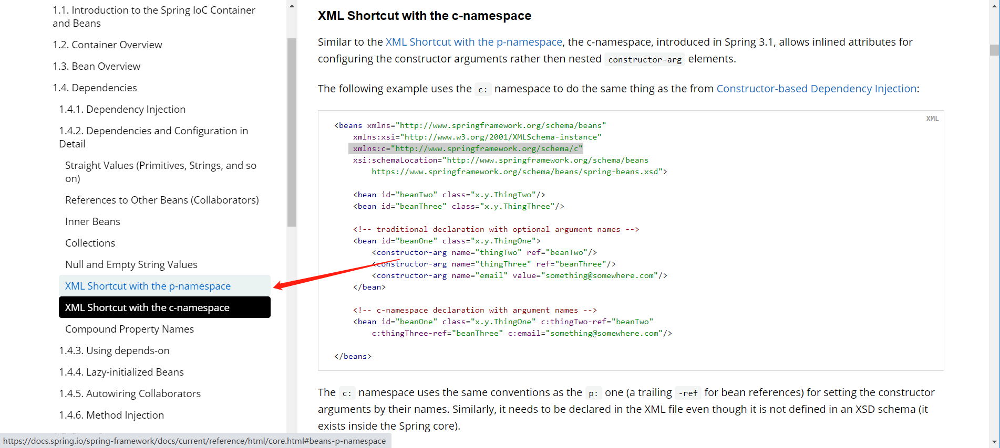 1.1. Introduction to the Spring IoC Container
and Beans
1.2. Container Overview
1.3. Bean Overview
1.4. Dependencies
1.4.1. Dependency Injection
1.4.2. Dependencies and Configuration in
Detail
Straight Values (Primitives, Strings, and so
on)
References to Other Beans (Collaborators)
Inner Beans
Collections
Null and Empty String Values
XML Shortcut with the p-namespace
XML Shortcut with the c-namespace
Compound Property Names
1.4.3. Using depends-on
1.4.4. Lazy-initialized Beans
1.4.5. Autowiring Collaborators
1.4.6. Method Injection
https://docs.spring.io/spring-framework/docs/current/reference/html/core.html#beans-p-namespace
XML Shortcut with the c-namespace
Similar to the XML Shortcut with the p-namespace, the c-namespace, introduced in Spring 3.1, allows inlined attributes for
configuring the constructor arguments rather then nested constructor-arg elements.
The following example uses the c: namespace to do the same thing as the from Constructor-based Dependency Injection:
XML
<beans xmlns="http://www.springframework.org/schema/beans"
xmlns:xsi="http://www.w3.org/2001/XMLSchema-instance"
xmlns:c="http://www.springframework.org/schema/c"
xsi:schemaLocation="http://www.springframework.org/schema/beans
https://www.springframework.org/schema/beans/spring-beans.xsd">
<bean id="beanTwo" class="x.y.ThingTwo"/>
<bean id="beanThree" class="x.y.ThingThree"/>
<!-- traditional declaration with optional argument names -->
<bean id="beanOne" class="x.y.ThingOne">
<constructor-arg name="thingTwo" ref="beanTwo"/>
<constructor-arg name="thingThree" ref="beanThree"/>
<constructor-arg name="email" value="something@somewhere.com"/>
</bean>
<!-- c-namespace declaration with argument names -->
<bean id="beanOne" class="x.y.ThingOne" c:thingTwo-ref="beanTwo"
c:thingThree-ref="beanThree" c:email="something@somewhere.com"/>
</beans>
The c: namespace uses the same conventions as the p: one (a trailing -ref for bean references) for setting the constructor
arguments by their names. Similarly, it needs to be declared in the XML file even though it is not defined in an XSD schema (it
exists inside the Spring core).